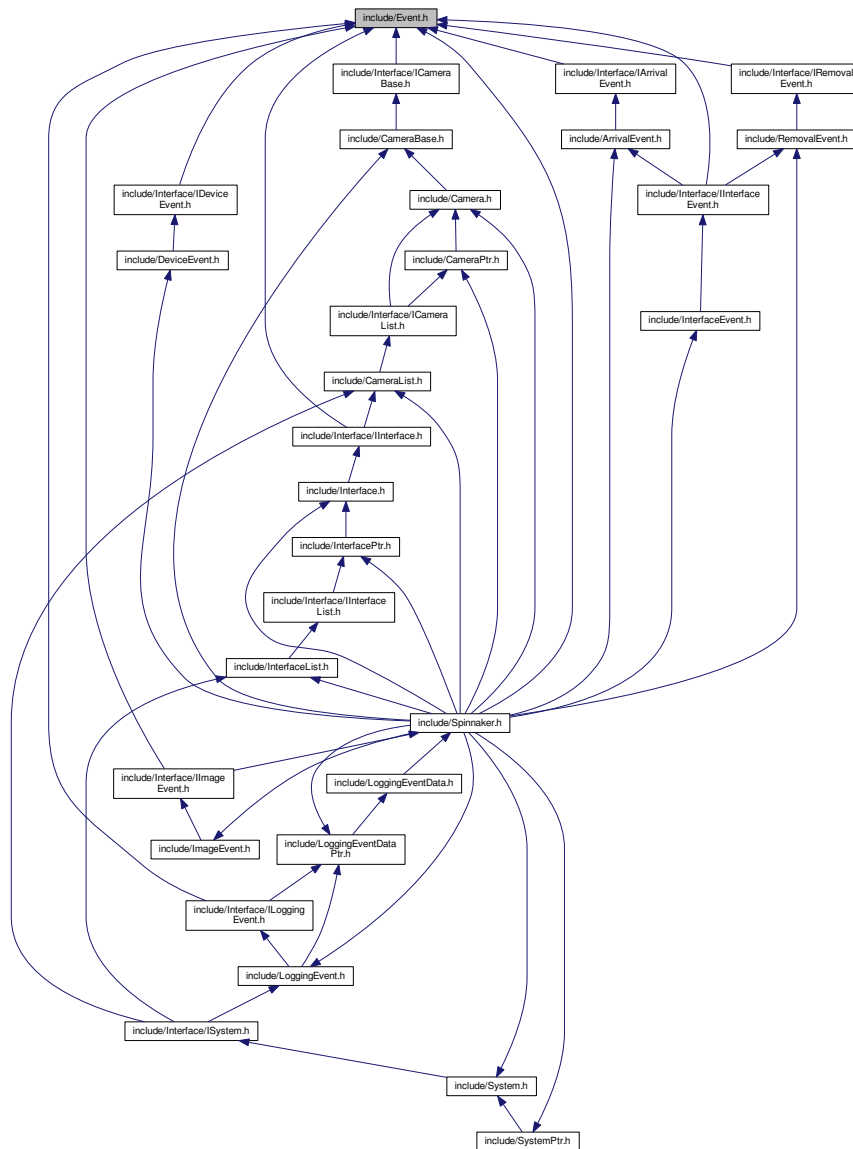 include/Event.h
include/Interface/ICamera
Base.h
include/Interface/IArrival
Event.h
include/Interface/IRemoval
Event.h
include/CameraBase.h
include/ArrivalEvent.h
include/RemovalEvent.h
include/Interface/IDevice
Event.h
include/Camera.h
include/Interface/IInterface
Event.h
include/DeviceEvent.h
include/CameraPtr.h
include/Interface/ICamera
List.h
include/InterfaceEvent.h
include/CameraList.h
include/Interface/IInterface.h
include/Interface.h
include/InterfacePtr.h
include/Interface/IInterface
List.h
include/InterfaceList.h
include/Spinnaker.h
include/Interface/IImage
Event.h
include/LoggingEventData.h
include/ImageEvent.h
include/LoggingEventData
Ptr.h
include/Interface/ILogging
Event.h
include/LoggingEvent.h
include/Interface/ISystem.h
include/System.h
include/SystemPtr.h